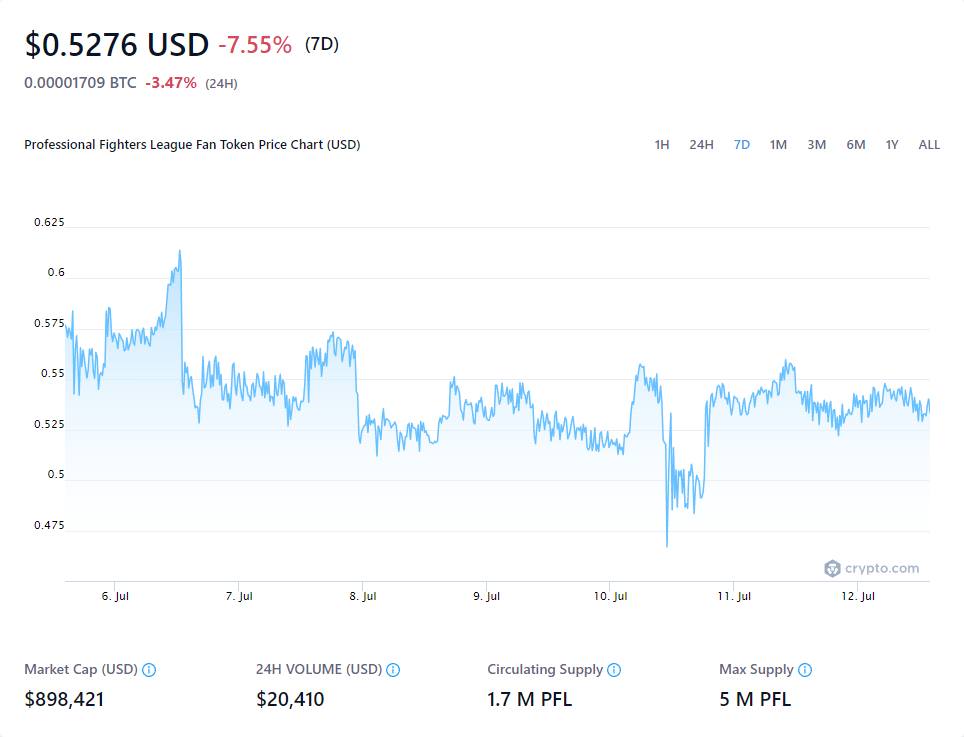 $0.5276 USD -7.55% (7D)
0.00001709 BTC -3.47% (24H)
Professional Fighters League Fan Token Price Chart (USD)
1H 24H 7D 1M 3M 6M 1Y ALL
0.625
0.6
0.575
0.55
0.525
0.5
0.475
crypto.com
6. Jul 7. Jul 8. Jul 9. Jul 10. Jul 11. Jul 12. Jul
Market Cap (USD) 24H VOLUME (USD) Circulating Supply Max Supply
$898,421 $20,410 1.7 M PFL 5 M PFL